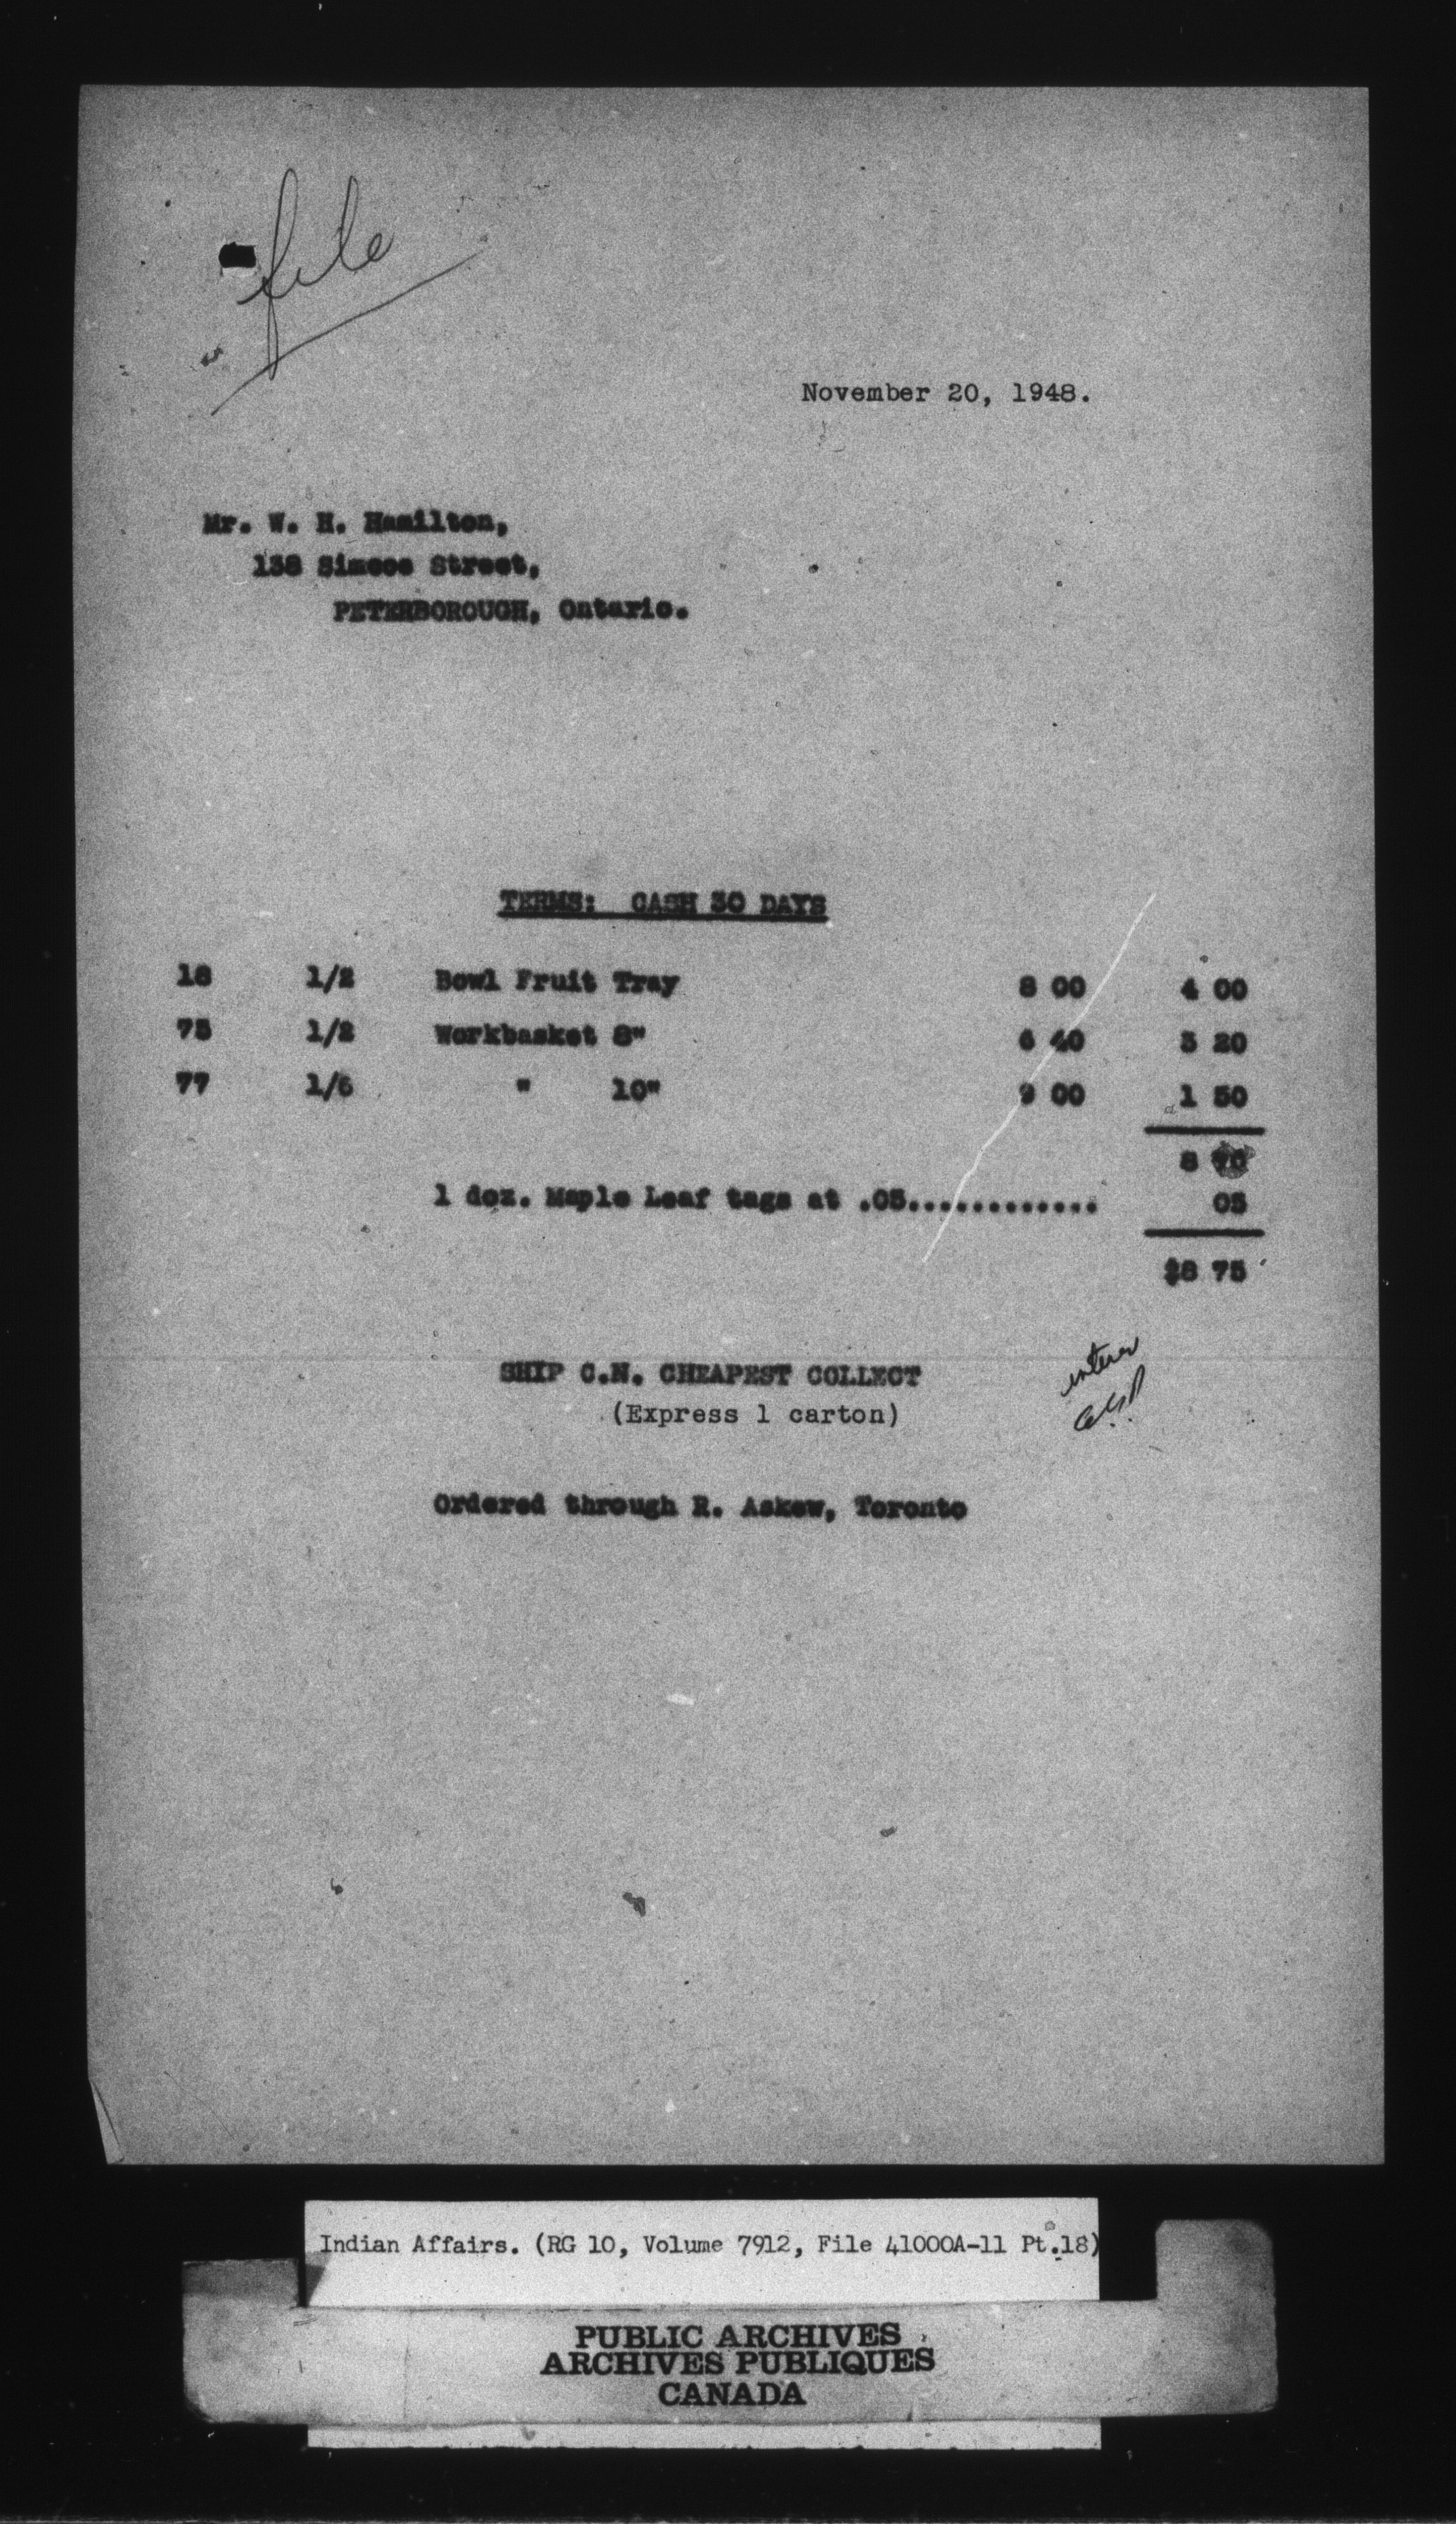 file
November 20, 1948.
Mr. W. H. Hamilton,
138 Simcoe Street,
PETERBOROUGH, Ontario.
TERMS: CASH 30 DAYS
18 1/2 Bowl Fruit Tray 8 00 4 00
75 1/2 Workbasket 8" 6 40 3 20
77 1/6 " 10" 9 00 1 50
8 70
1 doz. Maple Leaf tags at .05............ 05
$8 75
SHIP C.N. CHEAPEST COLLECT
(Express 1 carton)
Ordered through R. Askew, Toronto
Indian Affairs. (RG 10, Volume 7912, File 41000A-11 Pt.18)
PUBLIC ARCHIVES
ARCHIVES PUBLIQUES
CANADA